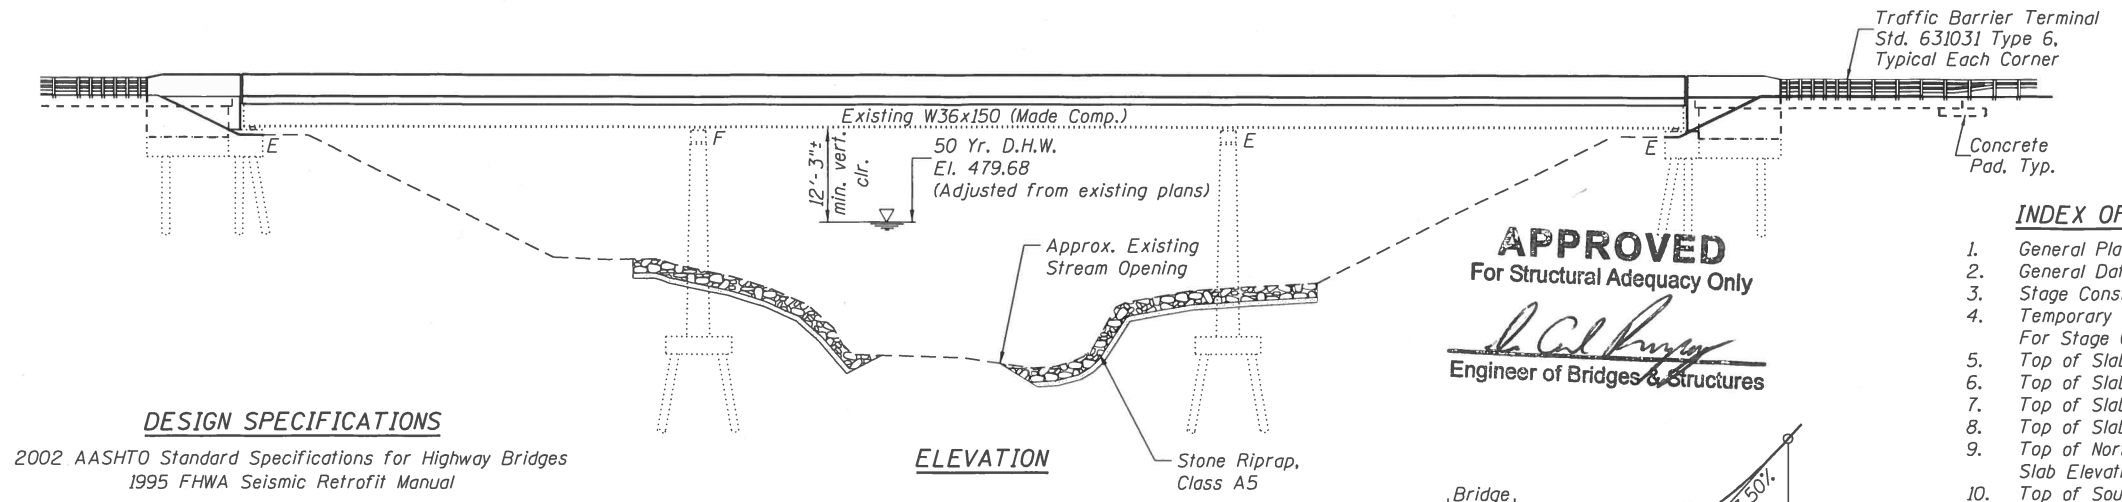 Traffic Barrier Terminal
Std. 631031 Type 6,
Typical Each Corner
Existing W36x150 (Made Comp.)
E
F
E
E
12'-3"±
min. vert.
clr.
50 Yr. D.H.W.
El. 479.68
(Adjusted from existing plans)
Concrete
Pad, Typ.
Approx. Existing
Stream Opening
APPROVED
For Structural Adequacy Only
Engineer of Bridges & Structures
INDEX OF
1. General Pla
2. General Dat
3. Stage Cons
4. Temporary
For Stage
5. Top of Slab
6. Top of Slab
7. Top of Slab
8. Top of Slab
9. Top of Nor
Slab Elevat
10. Top of Sou
DESIGN SPECIFICATIONS
2002 AASHTO Standard Specifications for Highway Bridges
1995 FHWA Seismic Retrofit Manual
ELEVATION
Stone Riprap,
Class A5
Bridge
50%